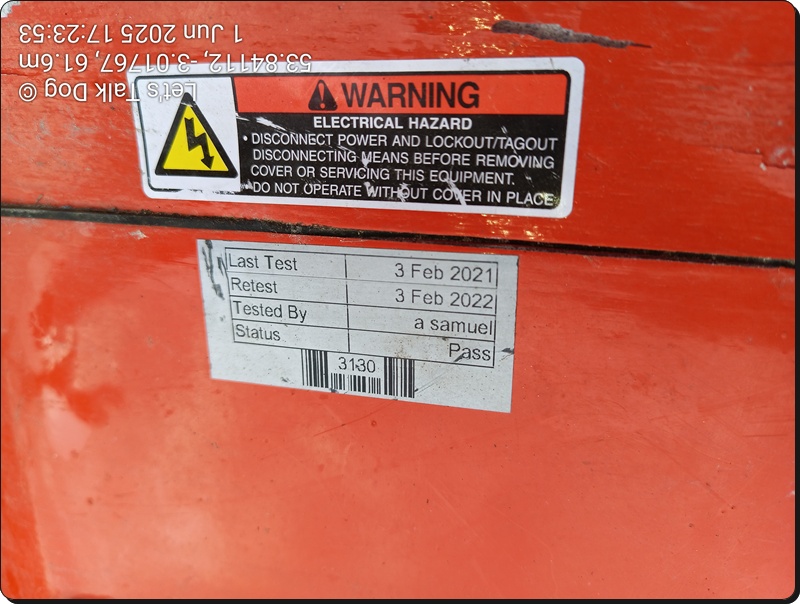 1 Jun 2025 17:23:53
53.84112, -3.01767, 61.6m
Let's Talk Dog ©
WARNING
ELECTRICAL HAZARD
• DISCONNECT POWER AND LOCKOUT/TAGOUT
DISCONNECTING MEANS BEFORE REMOVING
COVER OR SERVICING THIS EQUIPMENT.
• DO NOT OPERATE WITHOUT COVER IN PLACE
Last Test 3 Feb 2021
Retest 3 Feb 2022
Tested By a samuel
Status Pass
3130